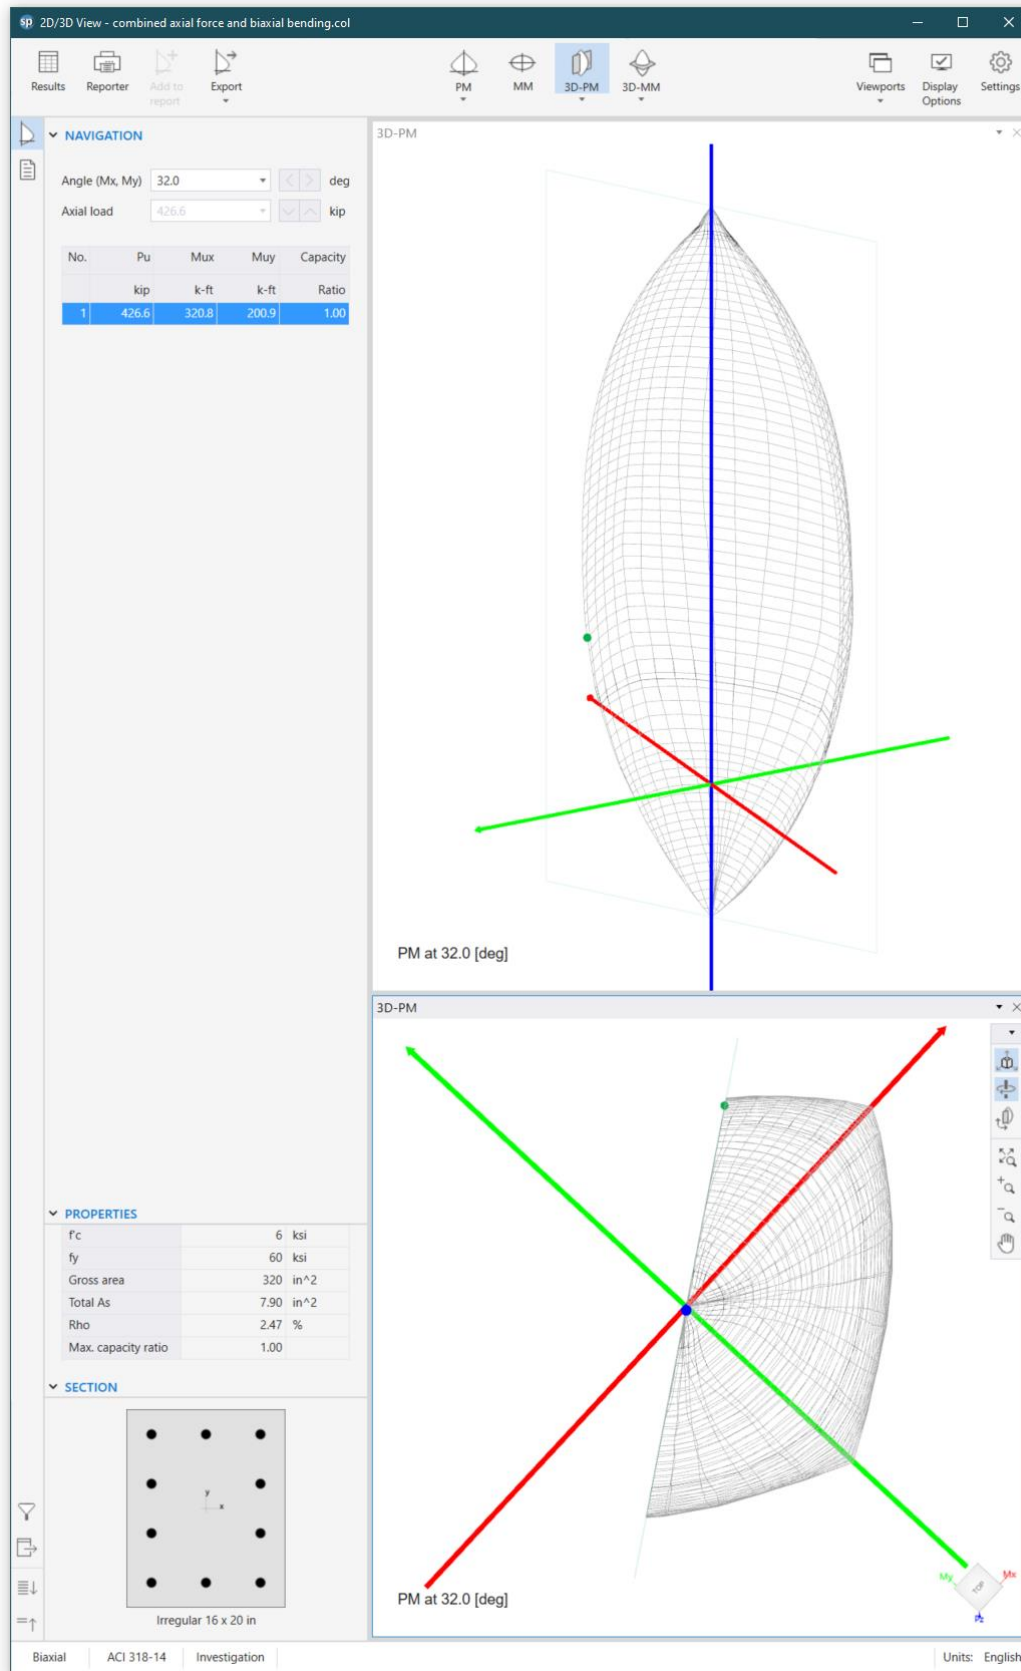 sp 2D/3D View - combined axial force and biaxial bending.col
Results Reporter Add to report Export PM MM 3D-PM 3D-MM Viewports Display Options Settings
NAVIGATION
Angle (Mx, My) 32.0 deg
Axial load 426.6 kip
No. Pu Mux Muy Capacity
kip k-ft k-ft Ratio
1 426.6 320.8 200.9 1.00
3D-PM
PM at 32.0 [deg]
3D-PM
PM at 32.0 [deg]
My TOP Mx
Pz
PROPERTIES
f'c 6 ksi
fy 60 ksi
Gross area 320 in^2
Total As 7.90 in^2
Rho 2.47 %
Max. capacity ratio 1.00
SECTION
y
x
Irregular 16 x 20 in
Biaxial ACI 318-14 Investigation Units: English